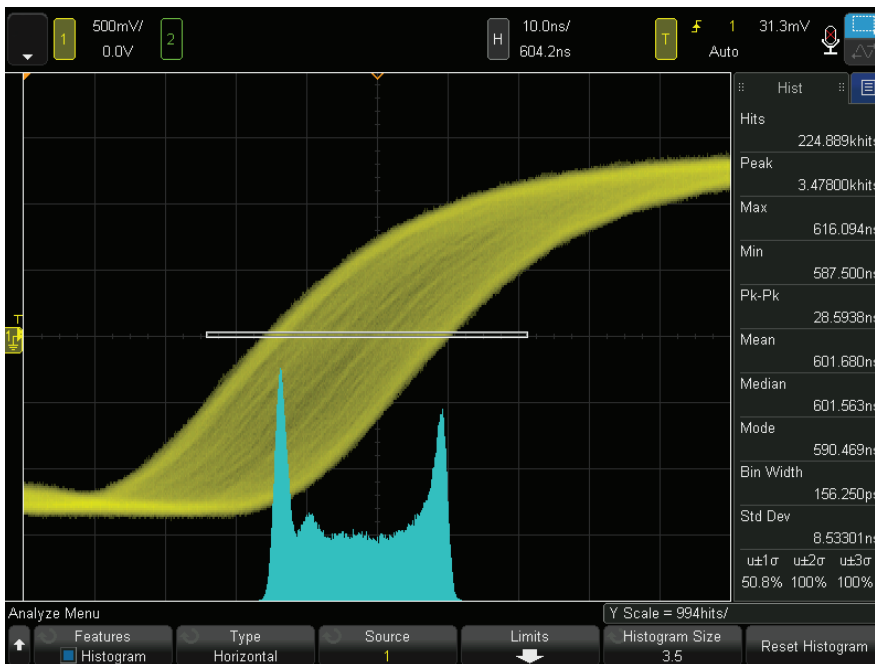 1 500mV/ 2 H 10.0ns/ T 1 31.3mV
0.0V 604.2ns Auto
Hist
Hits
224.889khits
Peak
3.47800khits
Max
616.094ns
Min
587.500ns
Pk-Pk
28.5938ns
T
1
Mean
601.680ns
Median
601.563ns
Mode
590.469ns
Bin Width
156.250ps
Std Dev
8.53301ns
u±1σ u±2σ u±3σ
50.8% 100% 100%
Analyze Menu Y Scale = 994hits/
Features Type Source Limits Histogram Size Reset Histogram
Histogram Horizontal 1 3.5